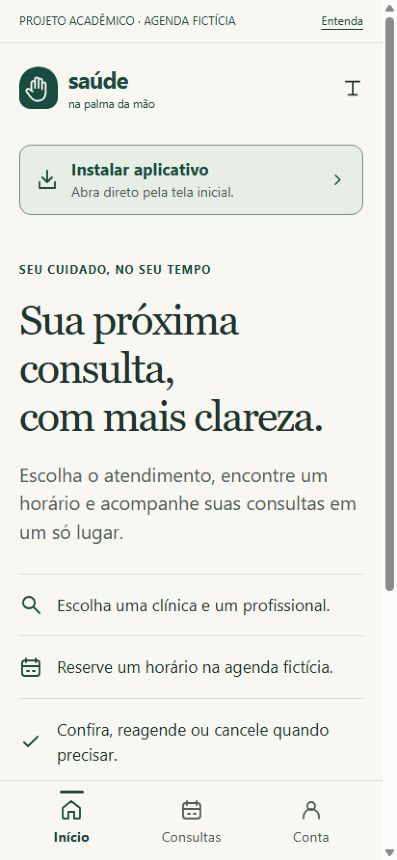 PROJETO ACADÊMICO · AGENDA FICTÍCIA
Entenda
saúde
na palma da mão
Instalar aplicativo
Abra direto pela tela inicial.
SEU CUIDADO, NO SEU TEMPO
Sua próxima
consulta,
com mais clareza.
Escolha o atendimento, encontre um
horário e acompanhe suas consultas em
um só lugar.
Escolha uma clínica e um profissional.
Reserve um horário na agenda fictícia.
Confira, reagende ou cancele quando
precisar.
Início
Consultas
Conta